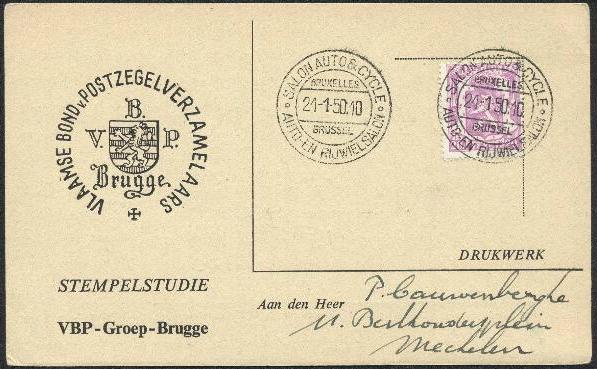 VLAAMSE BOND v. POSTZEGELVERZAMELAARS
B.
V. P.
Brugge
STEMPELSTUDIE
VBP-Groep-Brugge
SALON AUTO & CYCLE
BRUXELLES
21-1-50.10
BRUSSEL
AUTO-EN RIJWIELSALON
SALON AUTO & CYCLE
BRUXELLES
21-1-50.10
BRUSSEL
AUTO-EN RIJWIELSALON
DRUKWERK
Aan den Heer P. Cauwenberghe
11. Berthoudersplein
Mechelen